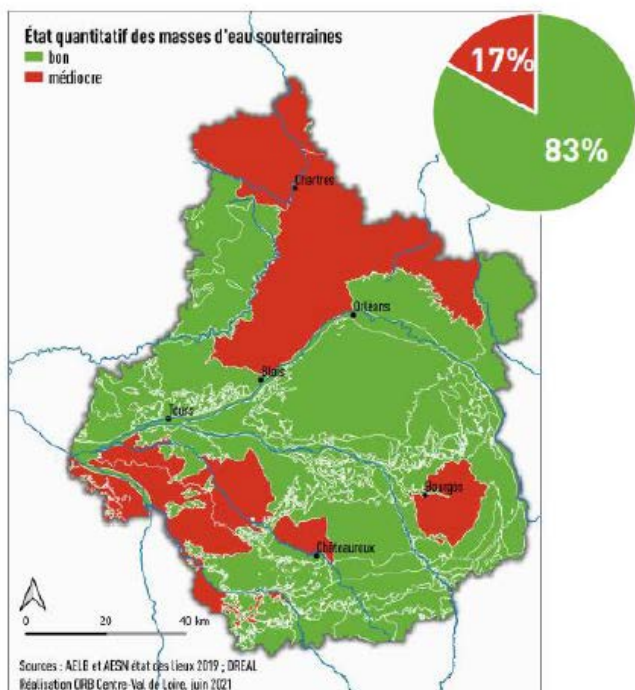 État quantitatif des masses d'eau souterraines
bon
médiocre
17%
83%
Chartres
Orléans
Blois
Tours
Bourges
Châteauroux
0 20 40 km
Sources : AELB et AESN état des lieux 2019 ; DREAL
Réalisation ORB Centre-Val de Loire, juin 2021